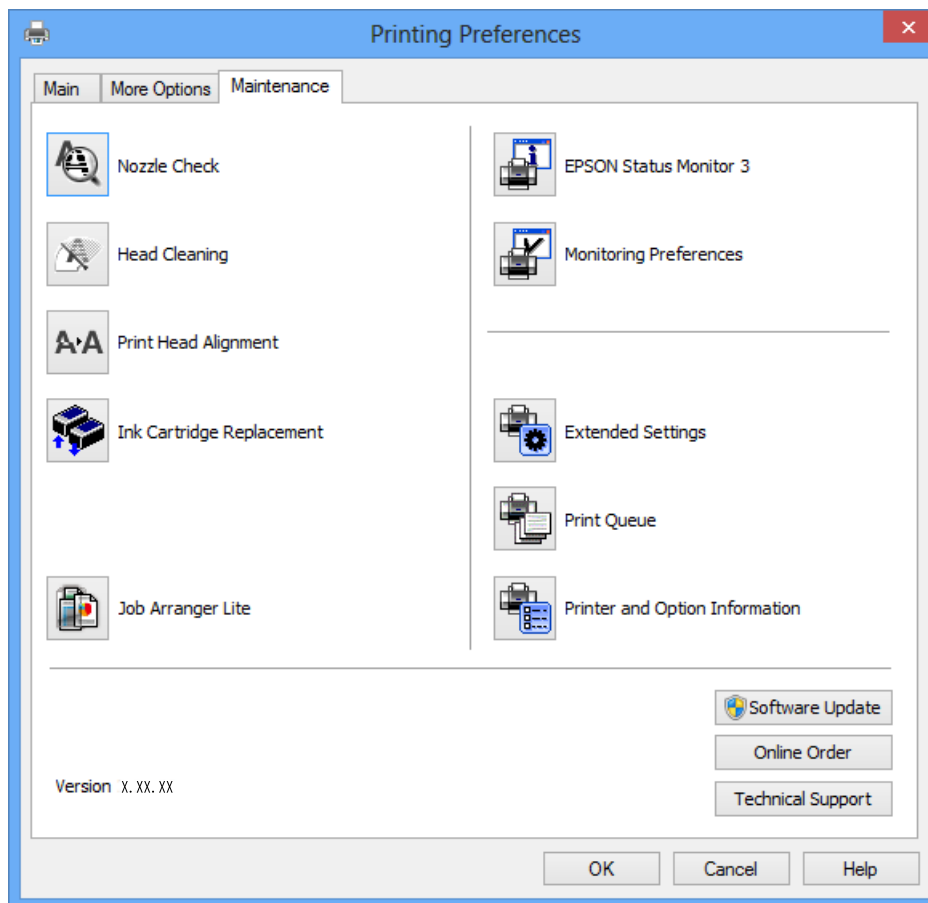 Printing Preferences
Main
More Options
Maintenance
Nozzle Check
Head Cleaning
Print Head Alignment
Ink Cartridge Replacement
Job Arranger Lite
EPSON Status Monitor 3
Monitoring Preferences
Extended Settings
Print Queue
Printer and Option Information
Software Update
Online Order
Technical Support
Version X.XX.XX
OK
Cancel
Help